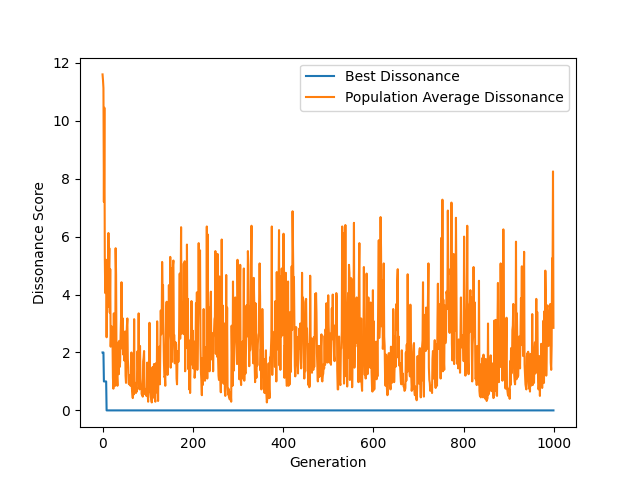 Best Dissonance
Population Average Dissonance
12
10
8
6
4
2
0
Dissonance Score
0 200 400 600 800 1000
Generation